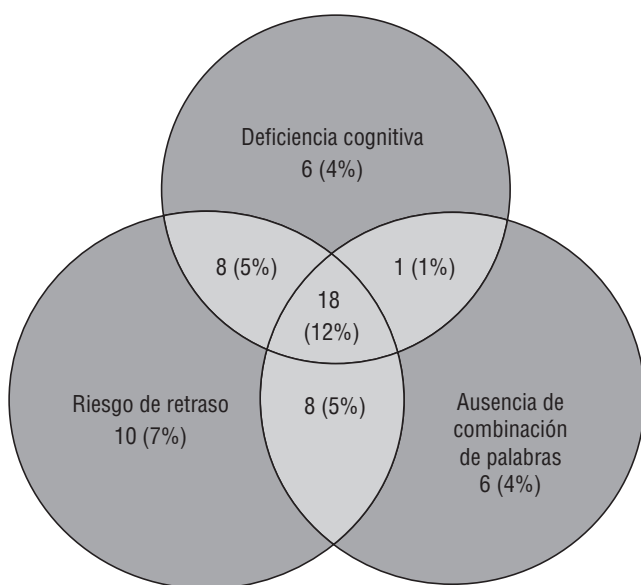 Deficiencia cognitiva
6 (4%)
8 (5%)
1 (1%)
18
(12%)
Riesgo de retraso
10 (7%)
8 (5%)
Ausencia de
combinación
de palabras
6 (4%)